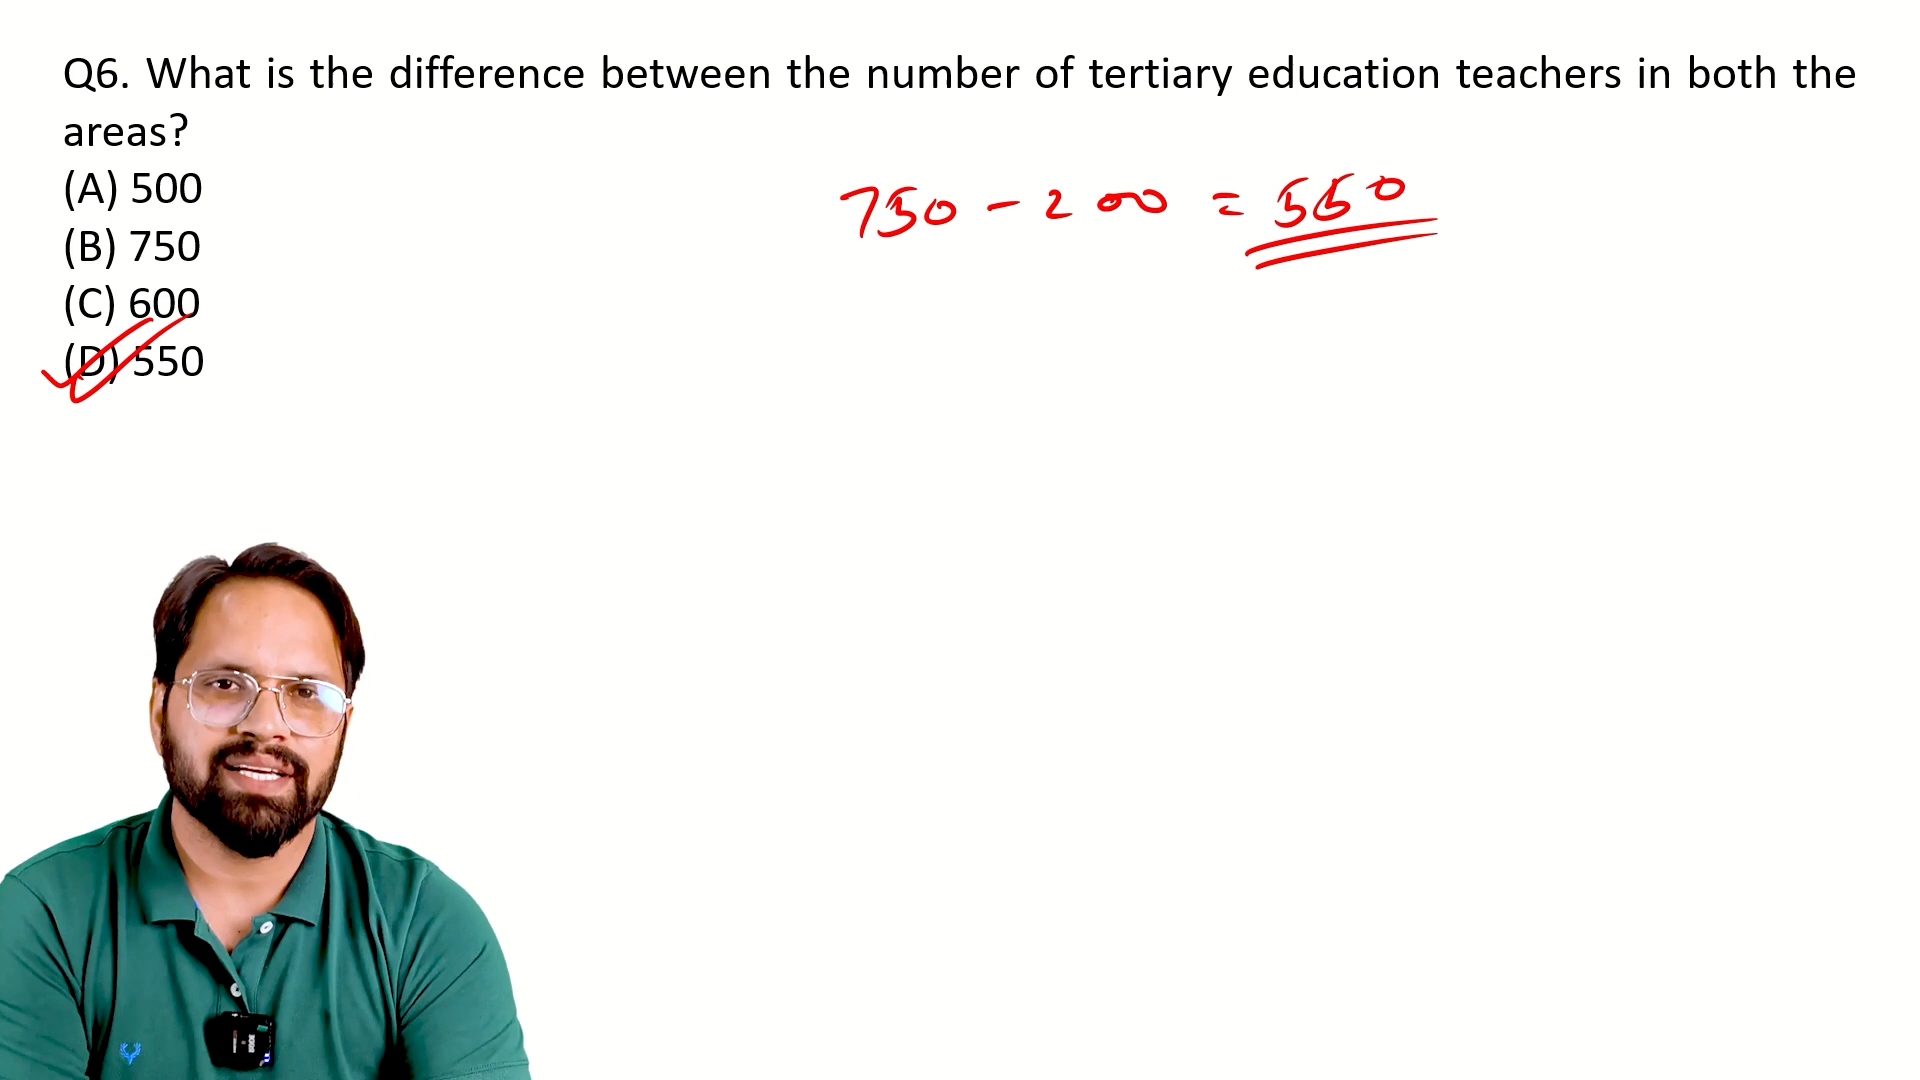 Q6. What is the difference between the number of tertiary education teachers in both the
areas?
(A) 500
(B) 750
(C) 600
(D) 550
750 - 200 = 550